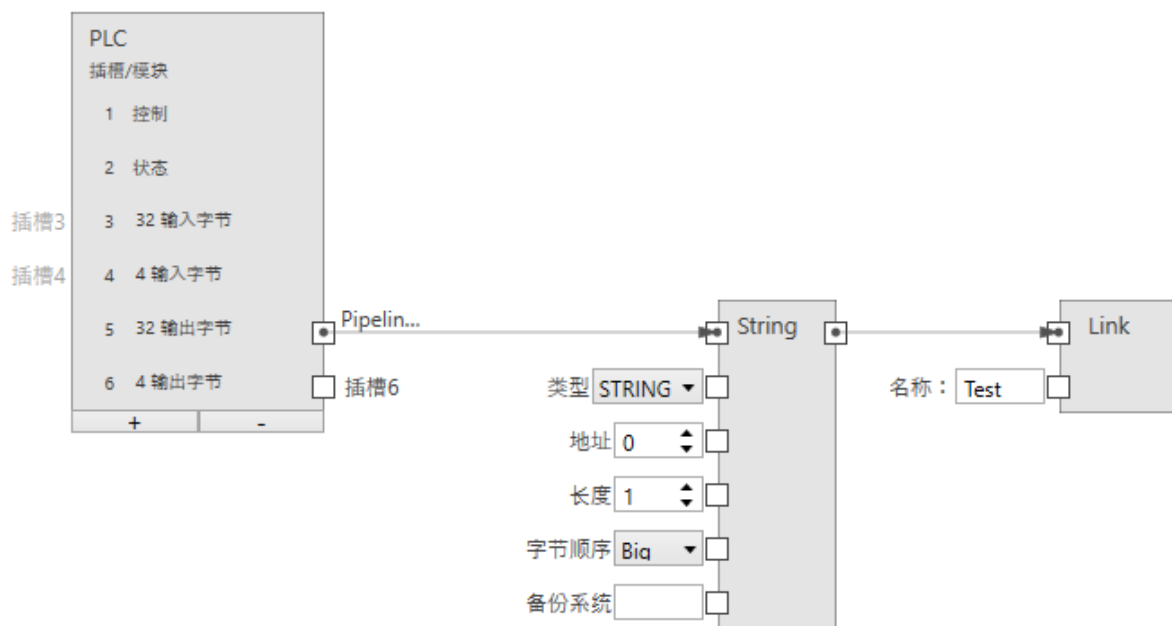 PLC
插槽/模块
1 控制
2 状态
插槽3 3 32 输入字节
插槽4 4 4 输入字节
5 32 输出字节 Pipelin... String Link
6 4 输出字节 插槽6 类型 STRING 名称： Test
+ -
地址 0
长度 1
字节顺序 Big
备份系统